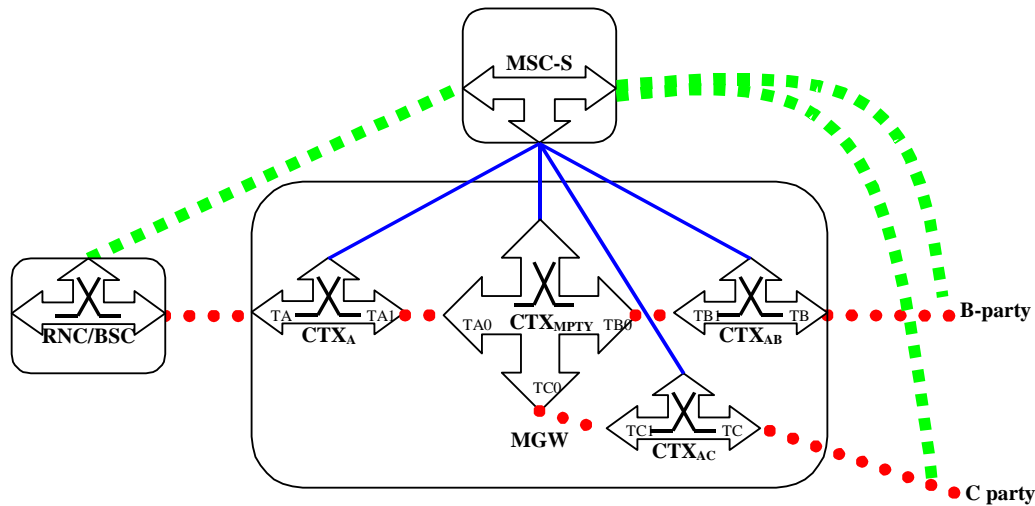 MSC-S
RNC/BSC
TA
TA1
CTXA
TA0
CTXMPTY
TB0
TC0
TB1
TB
CTXAB
B-party
MGW
TC1
TC
CTXAC
C party